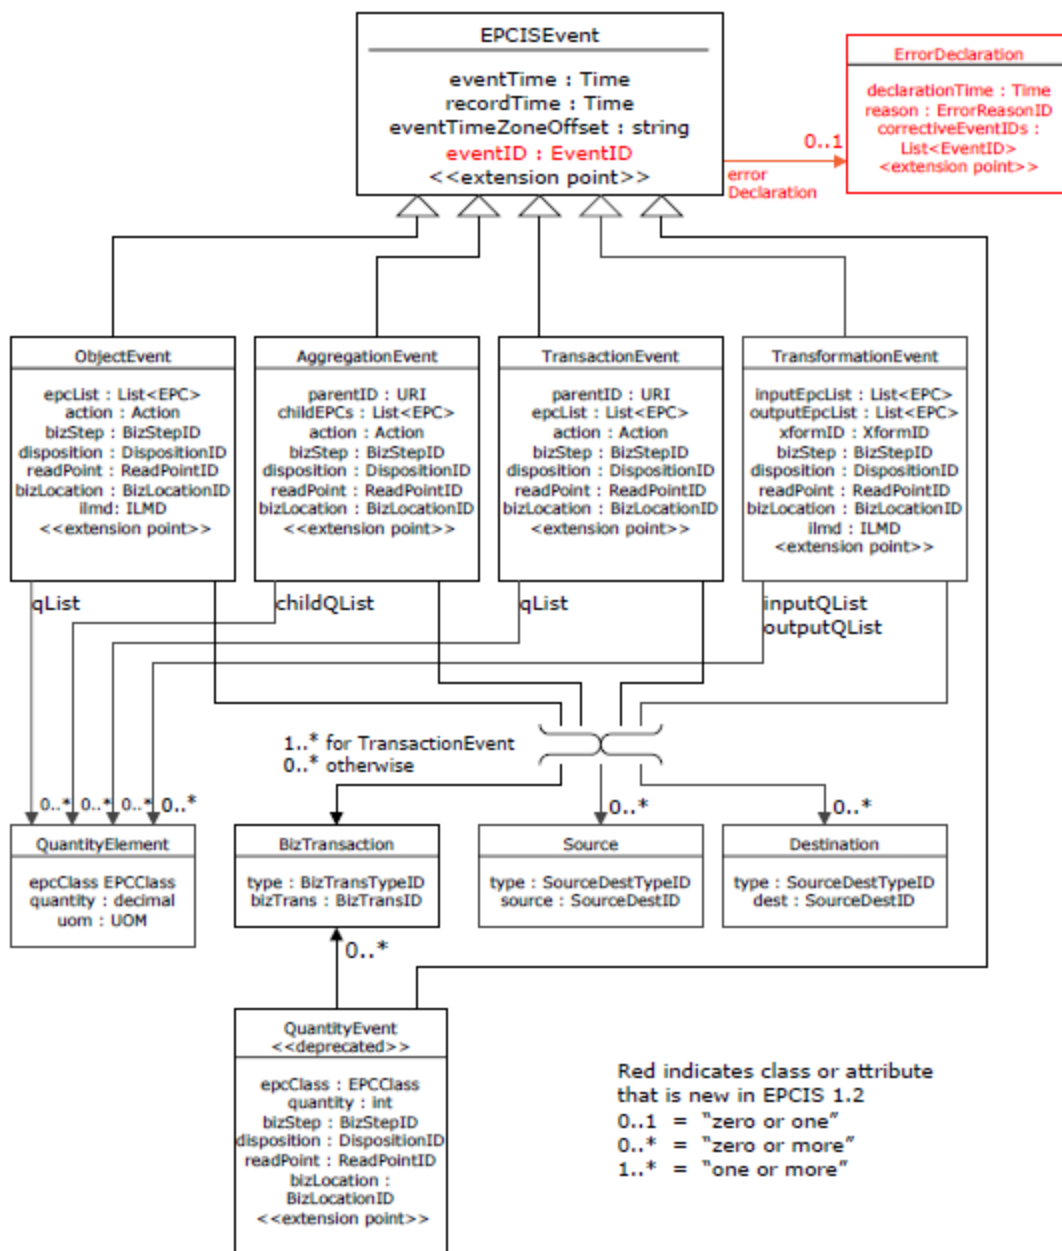 EPCISEvent
eventTime : Time
recordTime : Time
eventTimeZoneOffset : string
eventID : EventID
<<extension point>>
0..1
error
Declaration
ErrorDeclaration
declarationTime : Time
reason : ErrorReasonID
correctiveEventIDs :
List<EventID>
<extension point>>
ObjectEvent
epcList : List<EPC>
action : Action
bizStep : BizStepID
disposition : DispositionID
readPoint : ReadPointID
bizLocation : BizLocationID
ilmd: ILMD
<<extension point>>
AggregationEvent
parentID : URI
childEPCs : List<EPC>
action : Action
bizStep : BizStepID
disposition : DispositionID
readPoint : ReadPointID
bizLocation : BizLocationID
<<extension point>>
TransactionEvent
parentID : URI
epcList : List<EPC>
action : Action
bizStep : BizStepID
disposition : DispositionID
readPoint : ReadPointID
bizLocation : BizLocationID
<<extension point>>
TransformationEvent
inputEpcList : List<EPC>
outputEpcList : List<EPC>
xformID : XformID
bizStep : BizStepID
disposition : DispositionID
readPoint : ReadPointID
bizLocation : BizLocationID
ilmd : ILMD
<extension point>>
qList
childQList
qList
inputQList
outputQList
1..* for TransactionEvent
0..* otherwise
0..*
0..*
0..*
0..*
0..*
0..*
QuantityElement
epcClass EPCClass
quantity : decimal
uom : UOM
BizTransaction
type : BizTransTypeID
bizTrans : BizTransID
Source
type : SourceDestTypeID
source : SourceDestID
Destination
type : SourceDestTypeID
dest : SourceDestID
0..*
QuantityEvent
<<deprecated>>
epcClass : EPCClass
quantity : int
bizStep : BizStepID
disposition : DispositionID
readPoint : ReadPointID
bizLocation :
BizLocationID
<<extension point>>
Red indicates class or attribute
that is new in EPCIS 1.2
0..1 = “zero or one”
0..* = “zero or more”
1..* = “one or more”